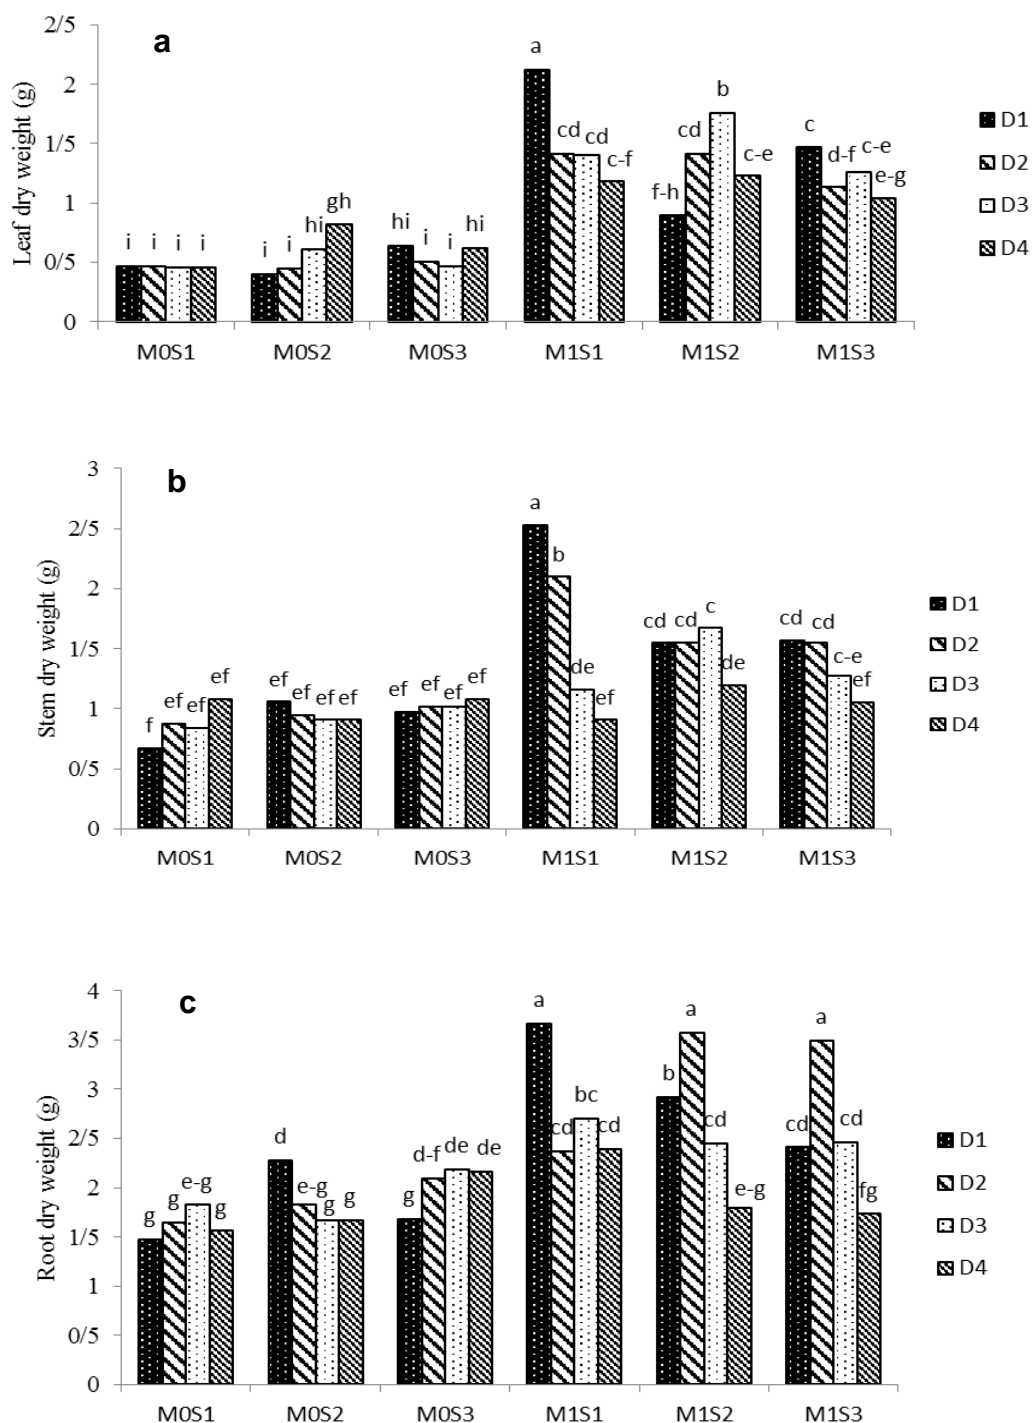 a
Leaf dry weight (g)
2/5
2
1/5
1
0/5
0
i i i i
i i hi gh
hi i i hi
a cd cd c-f
f-h cd b c-e
c d-f c-e e-g
M0S1 M0S2 M0S3 M1S1 M1S2 M1S3
D1
D2
D3
D4
b
Stem dry weight (g)
3
2/5
2
1/5
1
0/5
0
f ef ef ef
ef ef ef ef
ef ef ef ef
a b de ef
cd cd c de
cd cd c-e ef
M0S1 M0S2 M0S3 M1S1 M1S2 M1S3
D1
D2
D3
D4
c
Root dry weight (g)
4
3/5
3
2/5
2
1/5
1
0/5
0
g g e-g g
d e-g g g
g d-f de de
a cd bc cd
b a cd e-g
cd a cd fg
M0S1 M0S2 M0S3 M1S1 M1S2 M1S3
D1
D2
D3
D4